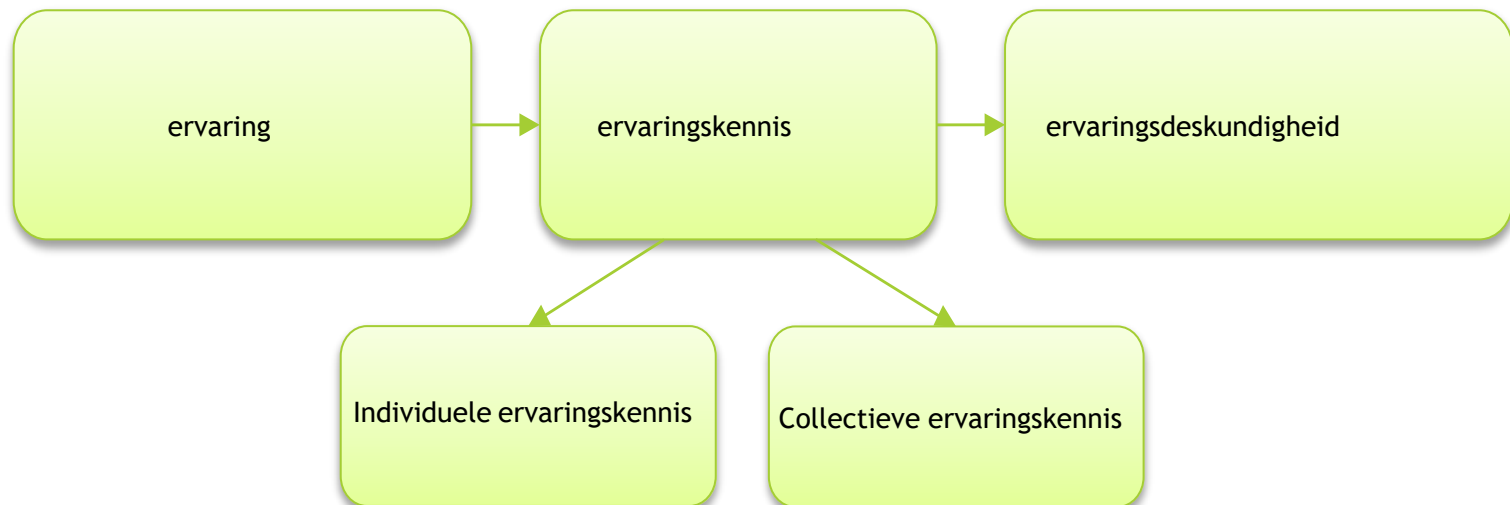 ervaring
ervaringskennis
ervaringsdeskundigheid
Individuele ervaringskennis
Collectieve ervaringskennis